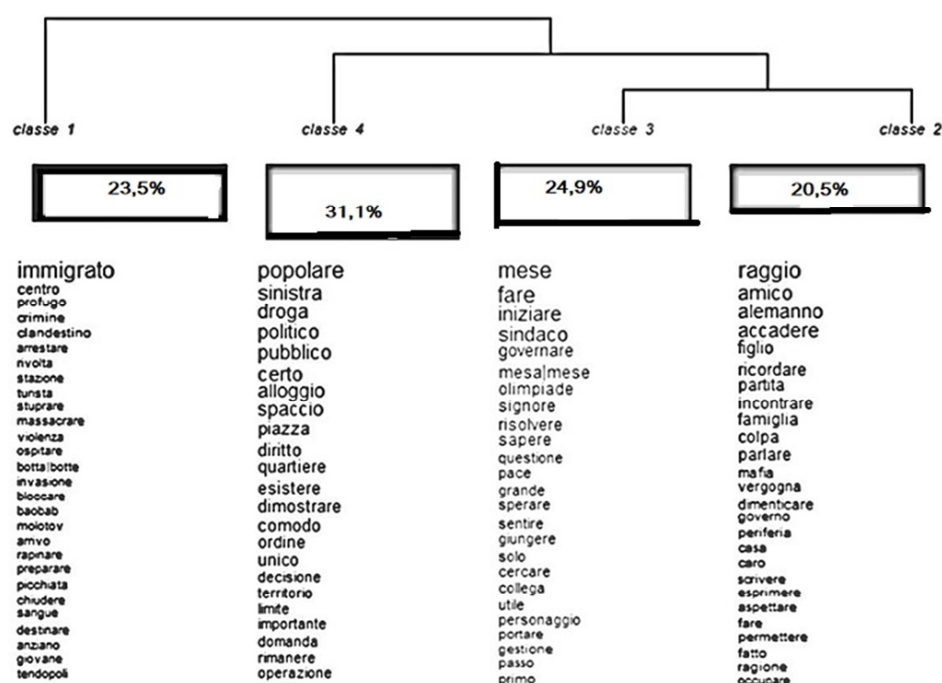 classe 1
classe 4
classe 3
classe 2
23,5%
31,1%
24,9%
20,5%
immigrato
centro
profugo
crimine
clandestino
arrestare
rivolta
stazione
turista
stuprare
massacrare
violenza
ospitare
botta|botte
invasione
bloccare
baobab
molotov
arrivo
rapinare
preparare
picchiata
chiudere
sangue
destinare
anziano
giovane
tendopoli
popolare
sinistra
droga
politico
pubblico
certo
alloggio
spaccio
piazza
diritto
quartiere
esistere
dimostrare
comodo
ordine
unico
decisione
territorio
limite
importante
domanda
rimanere
operazione
mese
fare
iniziare
sindaco
governare
mesa|mese
olimpiade
signore
risolvere
sapere
questione
pace
grande
sperare
sentire
giungere
solo
cercare
collega
utile
personaggio
portare
gestione
passo
primo
raggio
amico
alemanno
accadere
figlio
ricordare
partita
incontrare
famiglia
colpa
parlare
mafia
vergogna
dimenticare
governo
periferia
casa
caro
scrivere
esprimere
aspettare
fare
permettere
fatto
ragione
occupare